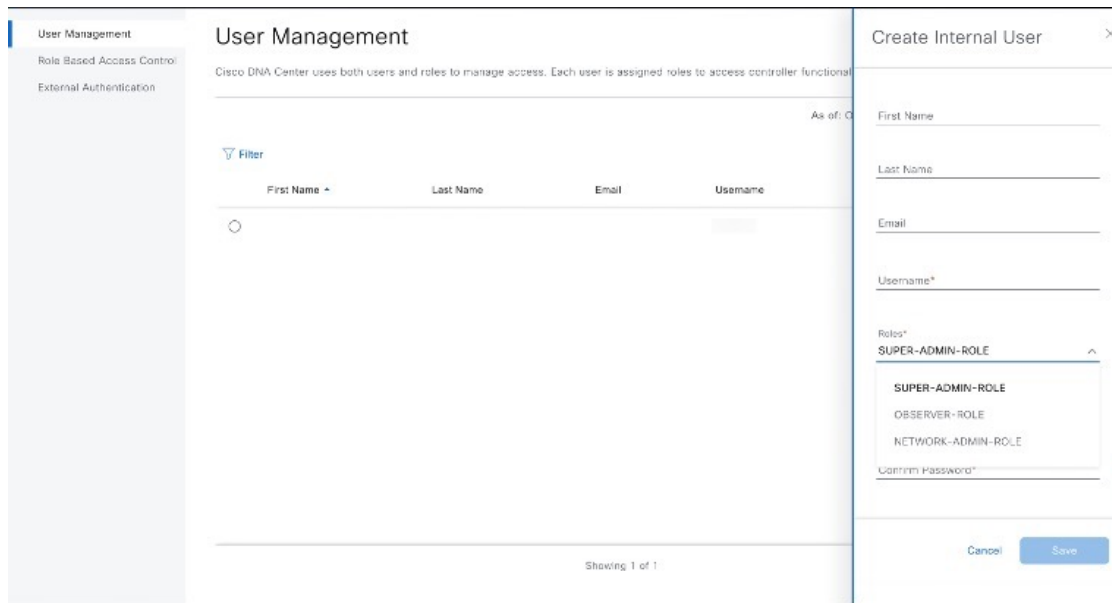 User Management
Role Based Access Control
External Authentication
User Management
Cisco DNA Center uses both users and roles to manage access. Each user is assigned roles to access controller functional
As of: O
Filter
First Name Last Name Email Username
Showing 1 of 1
Create Internal User
First Name
Last Name
Email
Username*
Roles*
SUPER-ADMIN-ROLE
SUPER-ADMIN-ROLE
OBSERVER-ROLE
NETWORK-ADMIN-ROLE
Confirm Password*
Cancel Save